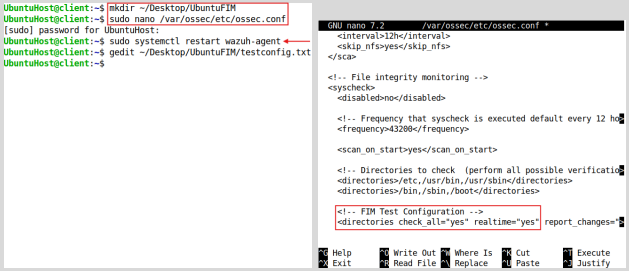 UbuntuHost@client:~$ mkdir ~/Desktop/UbuntuFIM
UbuntuHost@client:~$ sudo nano /var/ossec/etc/ossec.conf
[sudo] password for UbuntuHost:
UbuntuHost@client:~$ sudo systemctl restart wazuh-agent
UbuntuHost@client:~$ gedit ~/Desktop/UbuntuFIM/testconfig.txt
UbuntuHost@client:~$
GNU nano 7.2 /var/ossec/etc/ossec.conf *
<interval>12h</interval>
<skip_nfs>yes</skip_nfs>
</sca>
<!-- File integrity monitoring -->
<syscheck>
<disabled>no</disabled>
<!-- Frequency that syscheck is executed default every 12 ho>
<frequency>43200</frequency>
<scan_on_start>yes</scan_on_start>
<!-- Directories to check  (perform all possible verificatio>
<directories>/etc,/usr/bin,/usr/sbin</directories>
<directories>/bin,/sbin,/boot</directories>
<!-- FIM Test Configuration -->
<directories check_all="yes" realtime="yes" report_changes=">
^G Help ^O Write Out ^W Where Is ^K Cut ^T Execute
^X Exit ^R Read File ^\ Replace ^U Paste ^J Justify